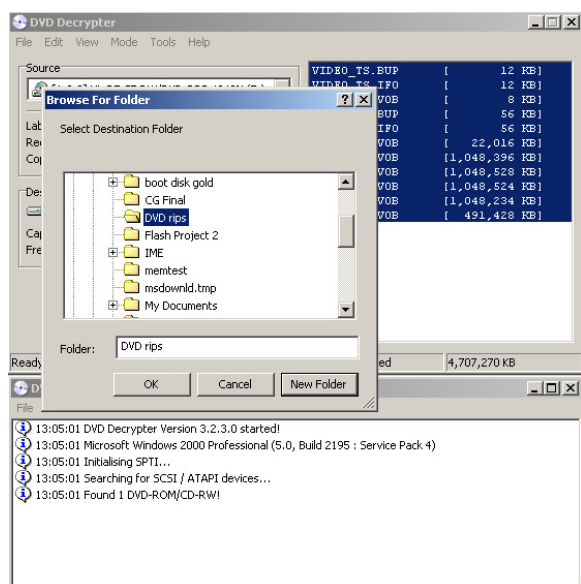 DVD Decrypter
File Edit View Mode Tools Help
Source
VIDEO_TS.BUP [ 12 KB]
VIDEO_TS.IFO [ 12 KB]
VOB [ 8 KB]
BUP [ 56 KB]
IFO [ 56 KB]
VOB [ 22,016 KB]
VOB [1,048,396 KB]
VOB [1,048,528 KB]
VOB [1,048,524 KB]
VOB [1,048,234 KB]
VOB [ 491,428 KB]
Browse For Folder
Select Destination Folder
Lab
boot disk gold
CG Final
DVD rips
Flash Project 2
IME
memtest
msdownld.tmp
My Documents
Des
Cap
Fre
Folder: DVD rips
OK Cancel New Folder
Ready ed 4,707,270 KB
File
13:05:01 DVD Decrypter Version 3.2.3.0 started!
13:05:01 Microsoft Windows 2000 Professional (5.0, Build 2195 : Service Pack 4)
13:05:01 Initialising SPTI...
13:05:01 Searching for SCSI / ATAPI devices...
13:05:01 Found 1 DVD-ROM/CD-RW!